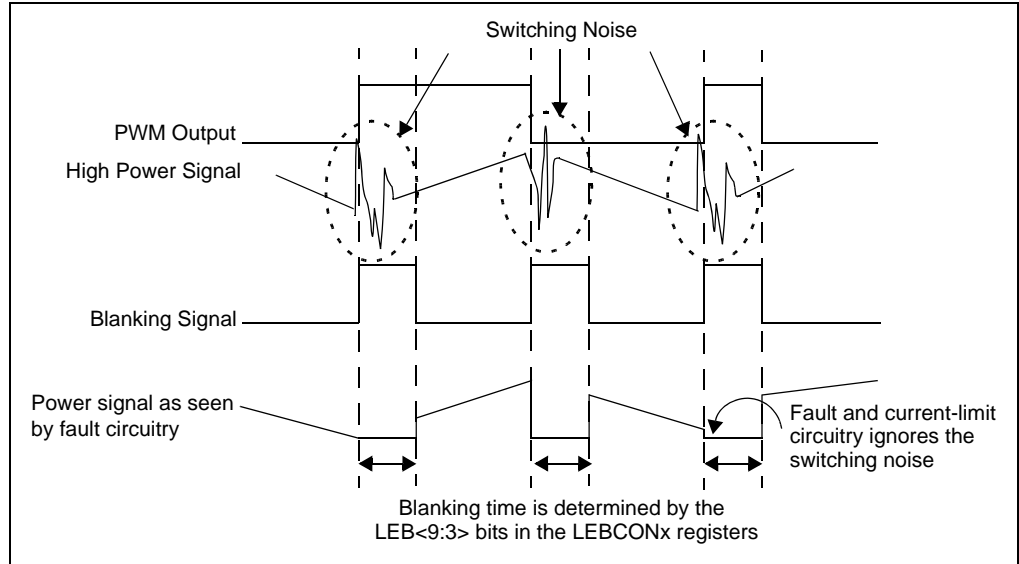 Switching Noise
PWM Output
High Power Signal
Blanking Signal
Power signal as seen
by fault circuitry
Fault and current-limit
circuitry ignores the
switching noise
Blanking time is determined by the
LEB<9:3> bits in the LEBCONx registers